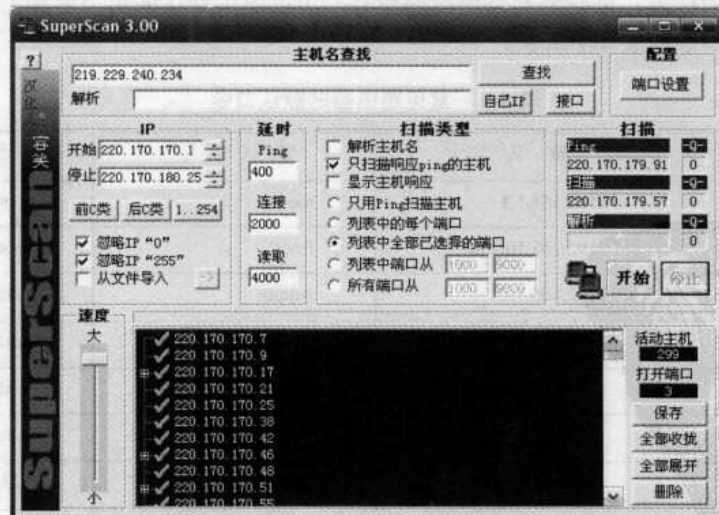 SuperScan 3.00
?
SuperScan
主机名查找
219.229.240.234
查找
解析
自己IP
接口
配置
端口设置
IP
开始 220.170.170.1
停止 220.170.180.25
前C类
后C类
1..254
忽略IP “0”
忽略IP “255”
从文件导入
延时
Ping
400
连接
2000
读取
4000
扫描类型
解析主机名
只扫描响应ping的主机
显示主机响应
只用Ping扫描主机
列表中的每个端口
列表中全部已选择的端口
列表中端口从
所有端口从
扫描
Ping -Q-
220.170.179.91 0
扫描 -Q-
220.170.179.57 0
解析 -Q-
0
开始
停止
速度
大
小
220.170.170.7
220.170.170.9
220.170.170.17
220.170.170.21
220.170.170.25
220.170.170.38
220.170.170.42
220.170.170.46
220.170.170.48
220.170.170.51
220.170.170.55
活动主机
299
打开端口
3
保存
全部收拢
全部展开
删除